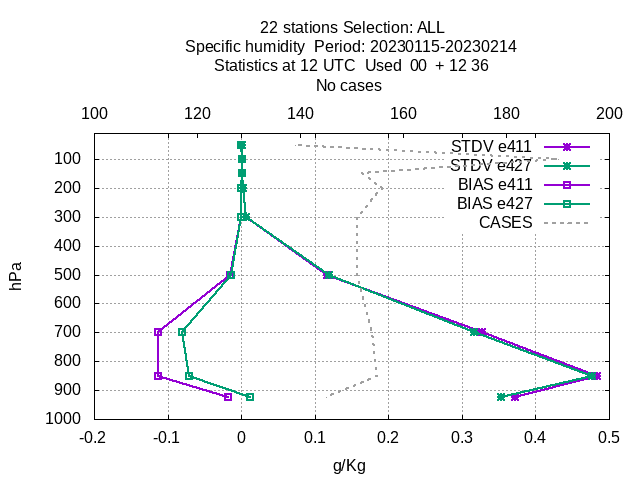 22 stations Selection: ALL
Specific humidity  Period: 20230115-20230214
Statistics at 12 UTC  Used  00  + 12 36
No cases
100 120 140 160 180 200
STDV e411
STDV e427
BIAS e411
BIAS e427
CASES
100
200
300
400
500
600
700
800
900
1000
hPa
-0.2 -0.1 0 0.1 0.2 0.3 0.4 0.5
g/Kg